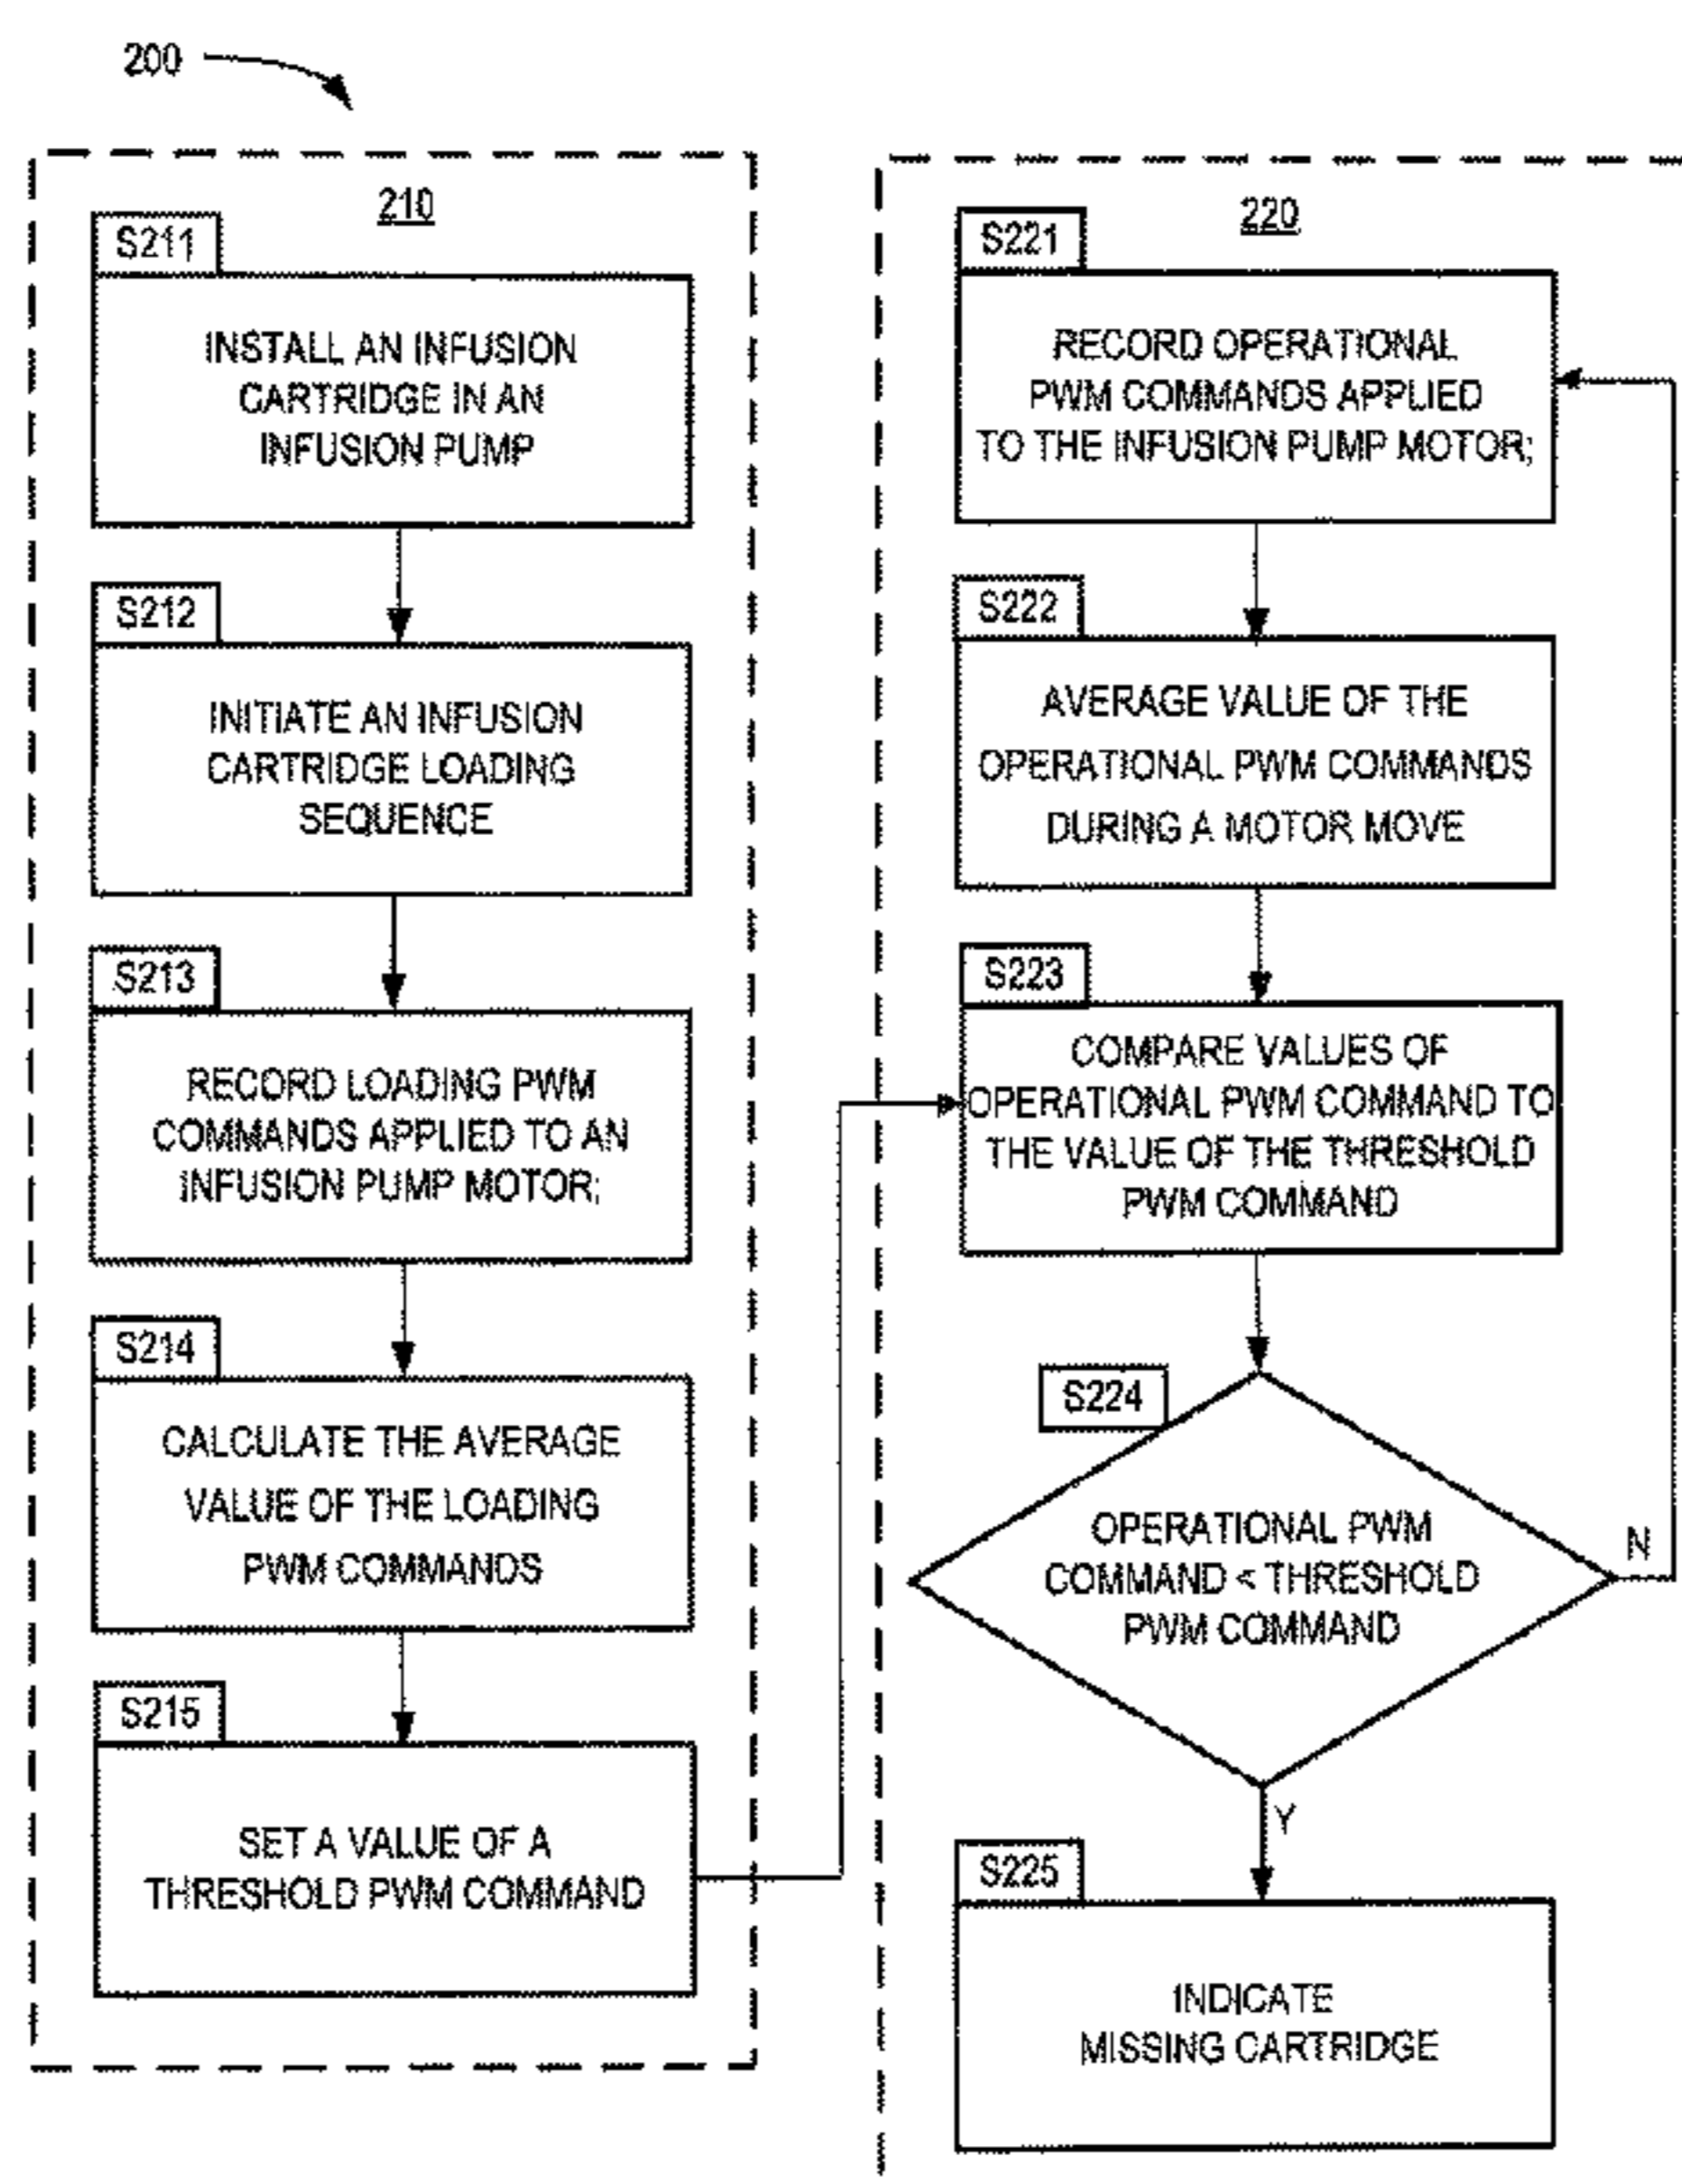 200
210
S211
INSTALL AN INFUSION
CARTRIDGE IN AN
INFUSION PUMP
S212
INITIATE AN INFUSION
CARTRIDGE LOADING
SEQUENCE
S213
RECORD LOADING PWM
COMMANDS APPLIED TO AN
INFUSION PUMP MOTOR;
S214
CALCULATE THE AVERAGE
VALUE OF THE LOADING
PWM COMMANDS
S215
SET A VALUE OF A
THRESHOLD PWM COMMAND
220
S221
RECORD OPERATIONAL
PWM COMMANDS APPLIED
TO THE INFUSION PUMP MOTOR;
S222
AVERAGE VALUE OF THE
OPERATIONAL PWM COMMANDS
DURING A MOTOR MOVE
S223
COMPARE VALUES OF
OPERATIONAL PWM COMMAND TO
THE VALUE OF THE THRESHOLD
PWM COMMAND
S224
OPERATIONAL PWM
COMMAND < THRESHOLD
PWM COMMAND
N
Y
S225
INDICATE
MISSING CARTRIDGE